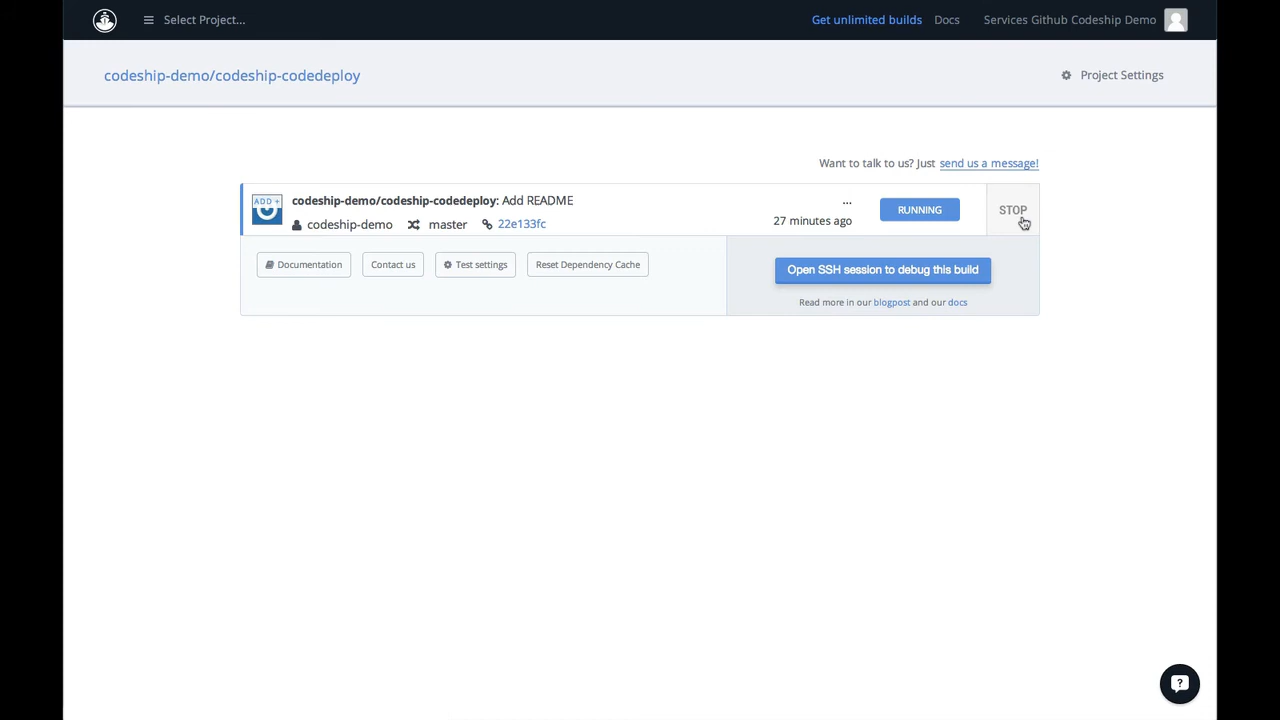 Select Project... Get unlimited builds Docs Services Github Codeship Demo
codeship-demo/codeship-codedeploy Project Settings
Want to talk to us? Just send us a message!
ADD +
codeship-demo/codeship-codedeploy: Add README
codeship-demo master 22e133fc
...
27 minutes ago
RUNNING
STOP
Documentation Contact us Test settings Reset Dependency Cache
Open SSH session to debug this build
Read more in our blogpost and our docs